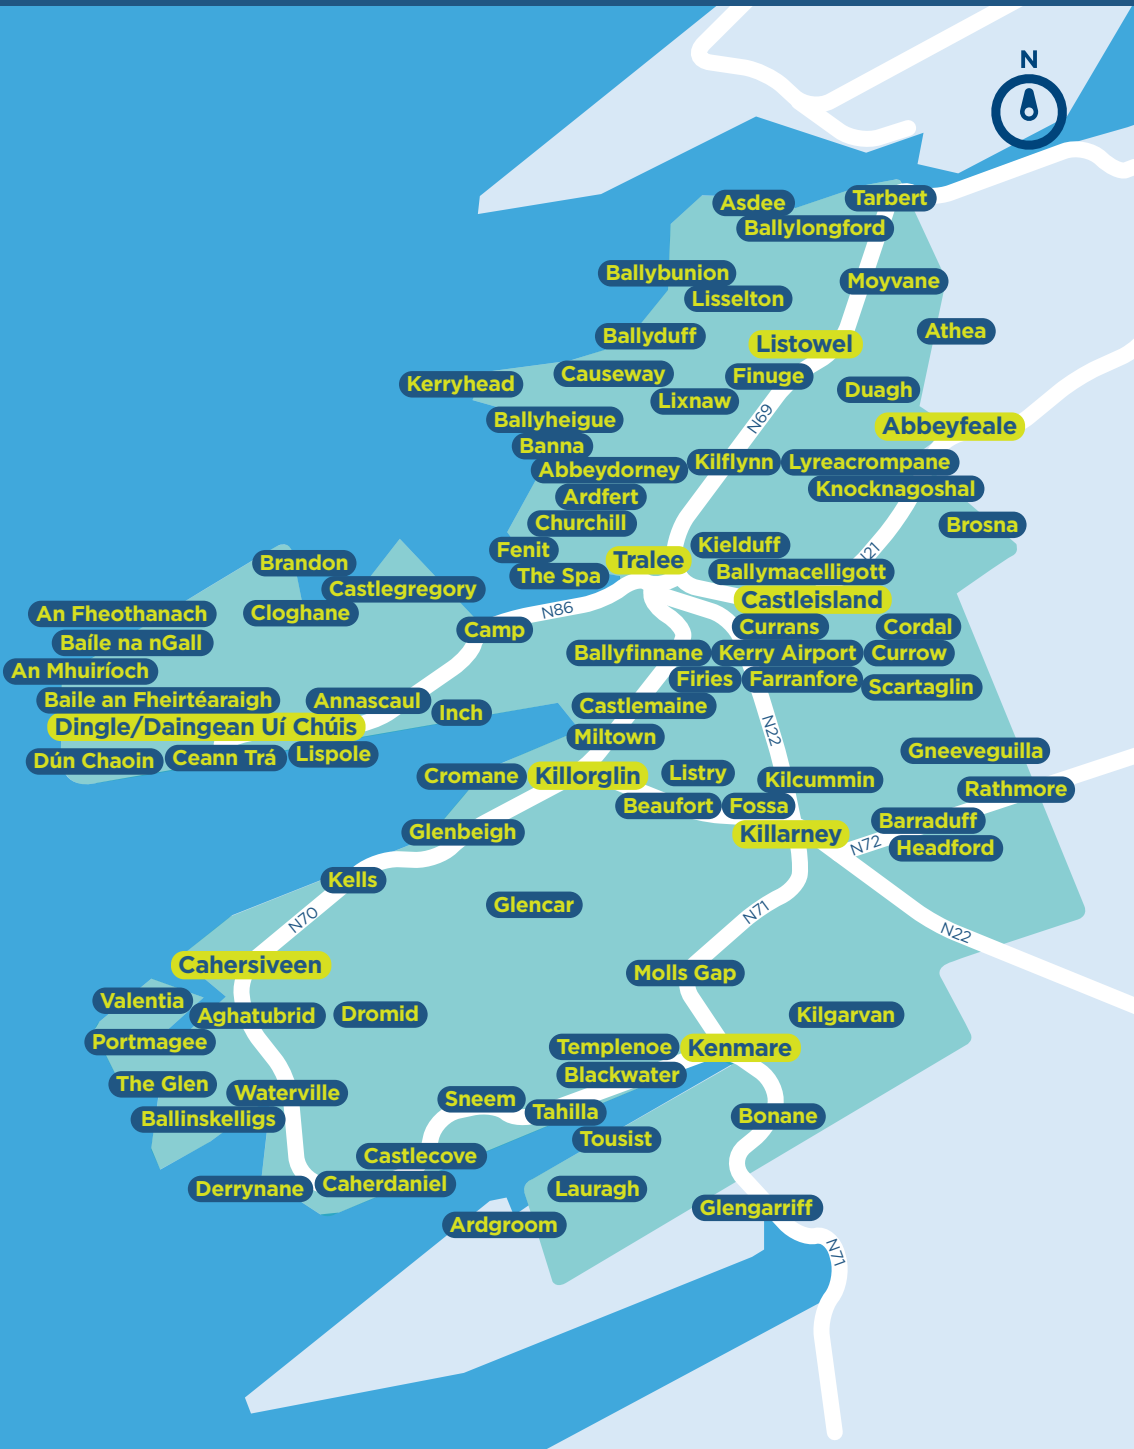 N
Asdee
Tarbert
Ballylongford
Ballybunion
Moyvane
Lisselton
Athea
Ballyduff
Listowel
Causeway
Finuge
Kerryhead
Duagh
Lixnaw
N69
Ballyheigue
Abbeyfeale
Banna
Abbeydorney
Kilflynn
Lyreacrompane
Knocknagoshal
Ardfert
Churchill
Brosna
Fenit
Tralee
Kielduff
N21
The Spa
Ballymacelligott
Brandon
Castlegregory
Castleisland
An Fheothanach
Cloghane
N86
Camp
Currans
Cordal
Baíle na nGall
Ballyfinnane
Kerry Airport
Currow
An Mhuiríoch
Firies
Farranfore
Scartaglin
Baile an Fheirtéaraigh
Annascaul
Inch
Castlemaine
Dingle/Daingean Uí Chúis
Miltown
N22
Dún Chaoin
Ceann Trá
Lispole
Gneeveguilla
Cromane
Killorglin
Listry
Kilcummin
Rathmore
Beaufort
Fossa
Barraduff
Glenbeigh
Killarney
N72
Headford
Kells
Glencar
N70
N71
N22
Cahersiveen
Molls Gap
Valentia
Aghatubrid
Dromid
Kilgarvan
Portmagee
Templenoe
Kenmare
Blackwater
The Glen
Waterville
Sneem
Tahilla
Bonane
Ballinskelligs
Tousist
Castlecove
Derrynane
Caherdaniel
Lauragh
Glengarriff
Ardgroom
N71